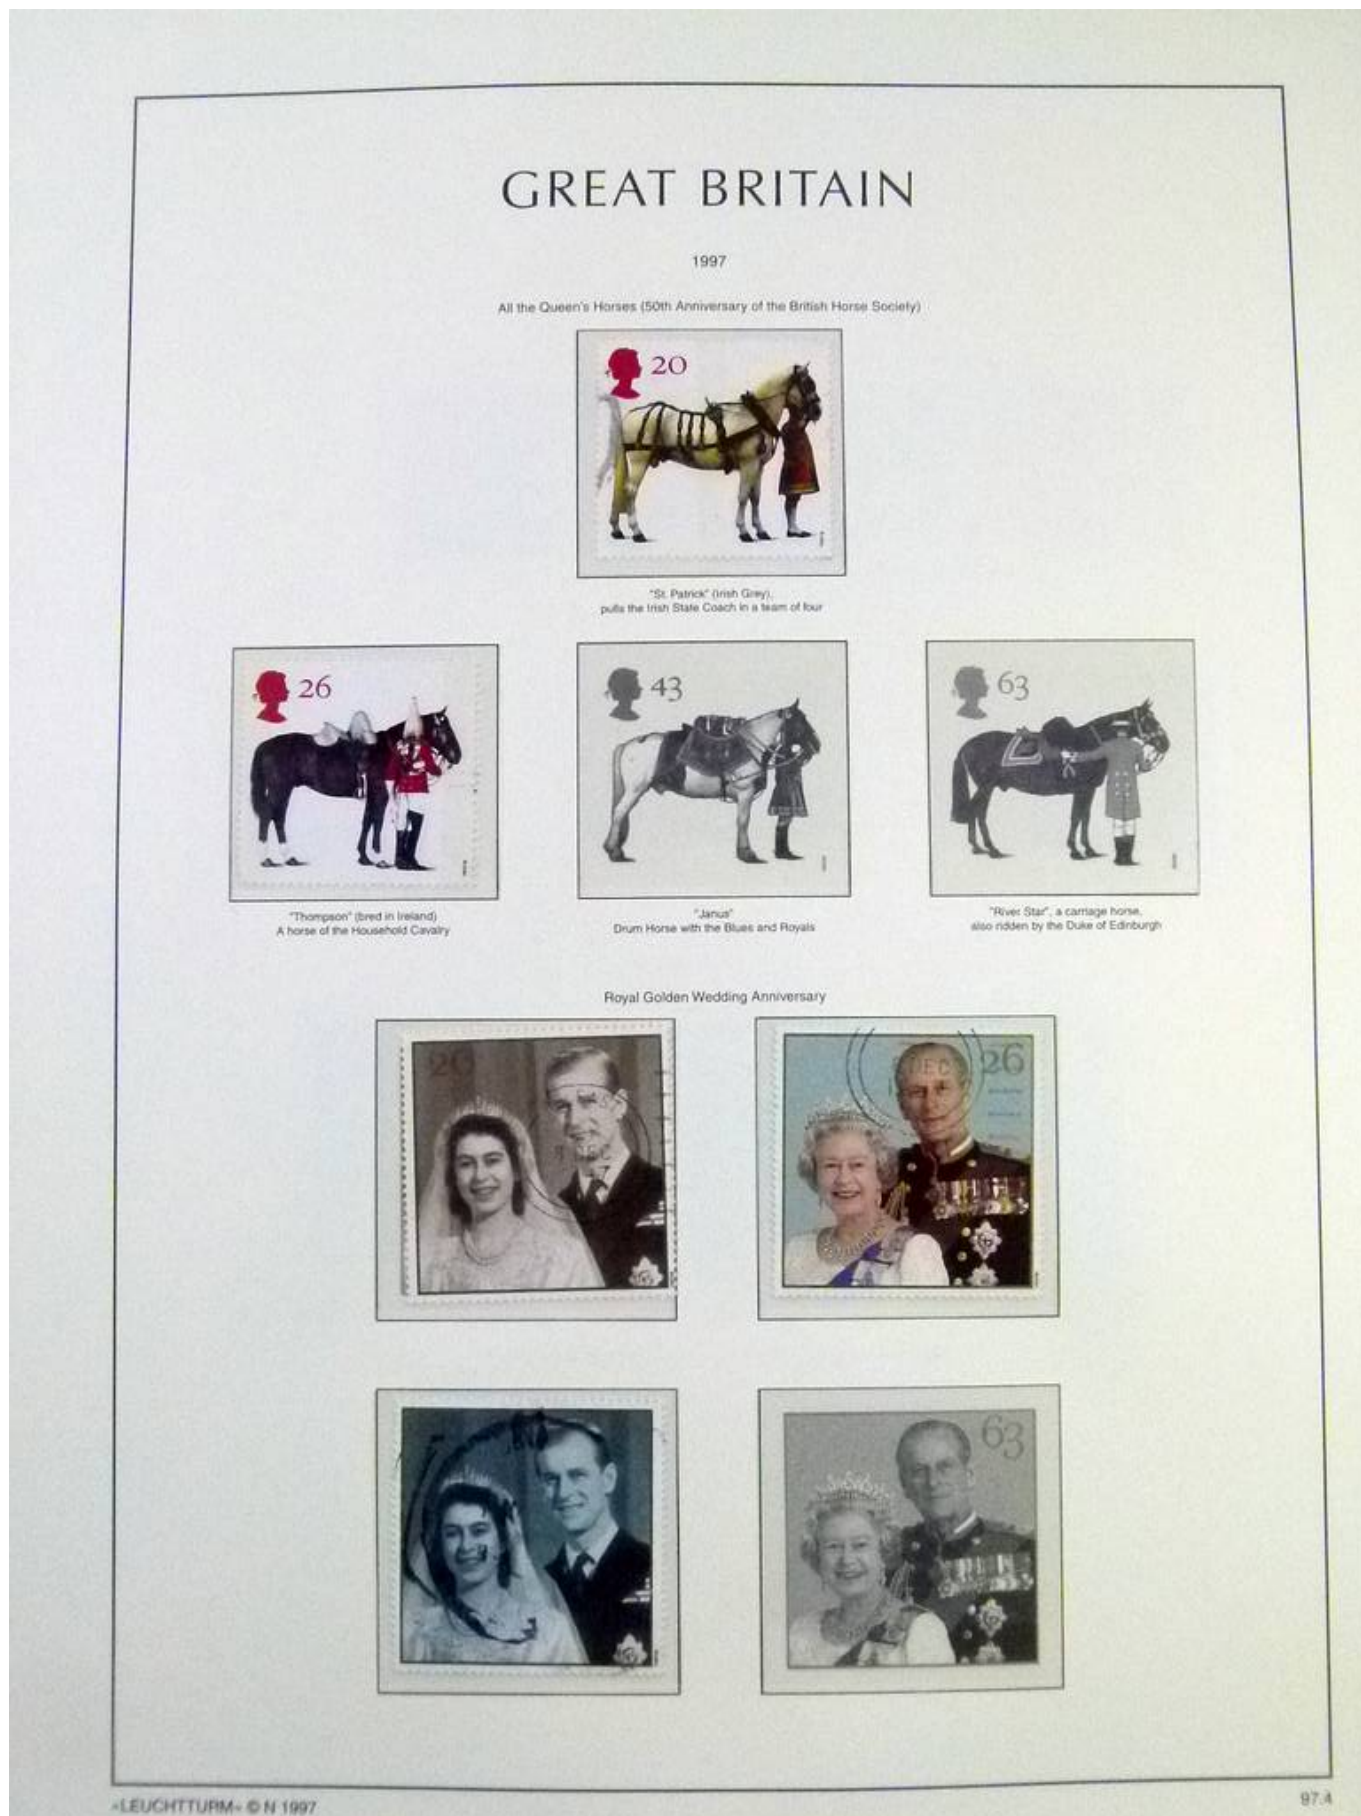 GREAT BRITAIN
1997
All the Queen's Horses (50th Anniversary of the British Horse Society)
20
"St. Patrick" (Irish Grey),
pulls the Irish State Coach in a team of four
26
43
63
"Thompson" (bred in Ireland)
A horse of the Household Cavalry
"Janus"
Drum Horse with the Blues and Royals
"River Star", a carriage horse,
also ridden by the Duke of Edinburgh
Royal Golden Wedding Anniversary
20
26
DEC
63
»LEUCHTTURM« © N 1997
97.4